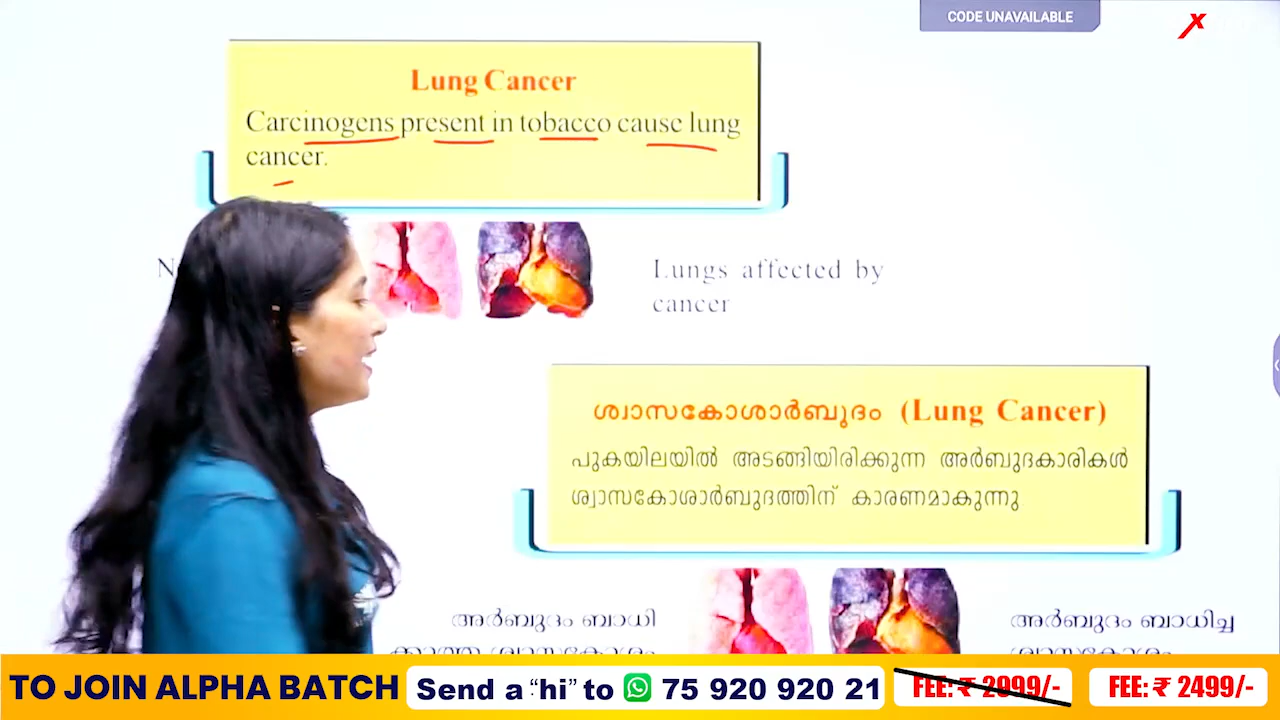 CODE UNAVAILABLE
X
Lung Cancer
Carcinogens present in tobacco cause lung
cancer.
Lungs affected by
cancer
ശ്വാസകോശാർബുദം (Lung Cancer)
പുകയിലയിൽ അടങ്ങിയിരിക്കുന്ന അർബുദകാരികൾ
ശ്വാസകോശാർബുദത്തിന് കാരണമാകുന്നു
അർബുദം ബാധി
അർബുദം ബാധിച്ച
ക്കാത്ത ശ്വാസകോശം
ശ്വാസകോശം
TO JOIN ALPHA BATCH Send a “hi” to 75 920 920 21 FEE: ₹ 2999/- FEE: ₹ 2499/-